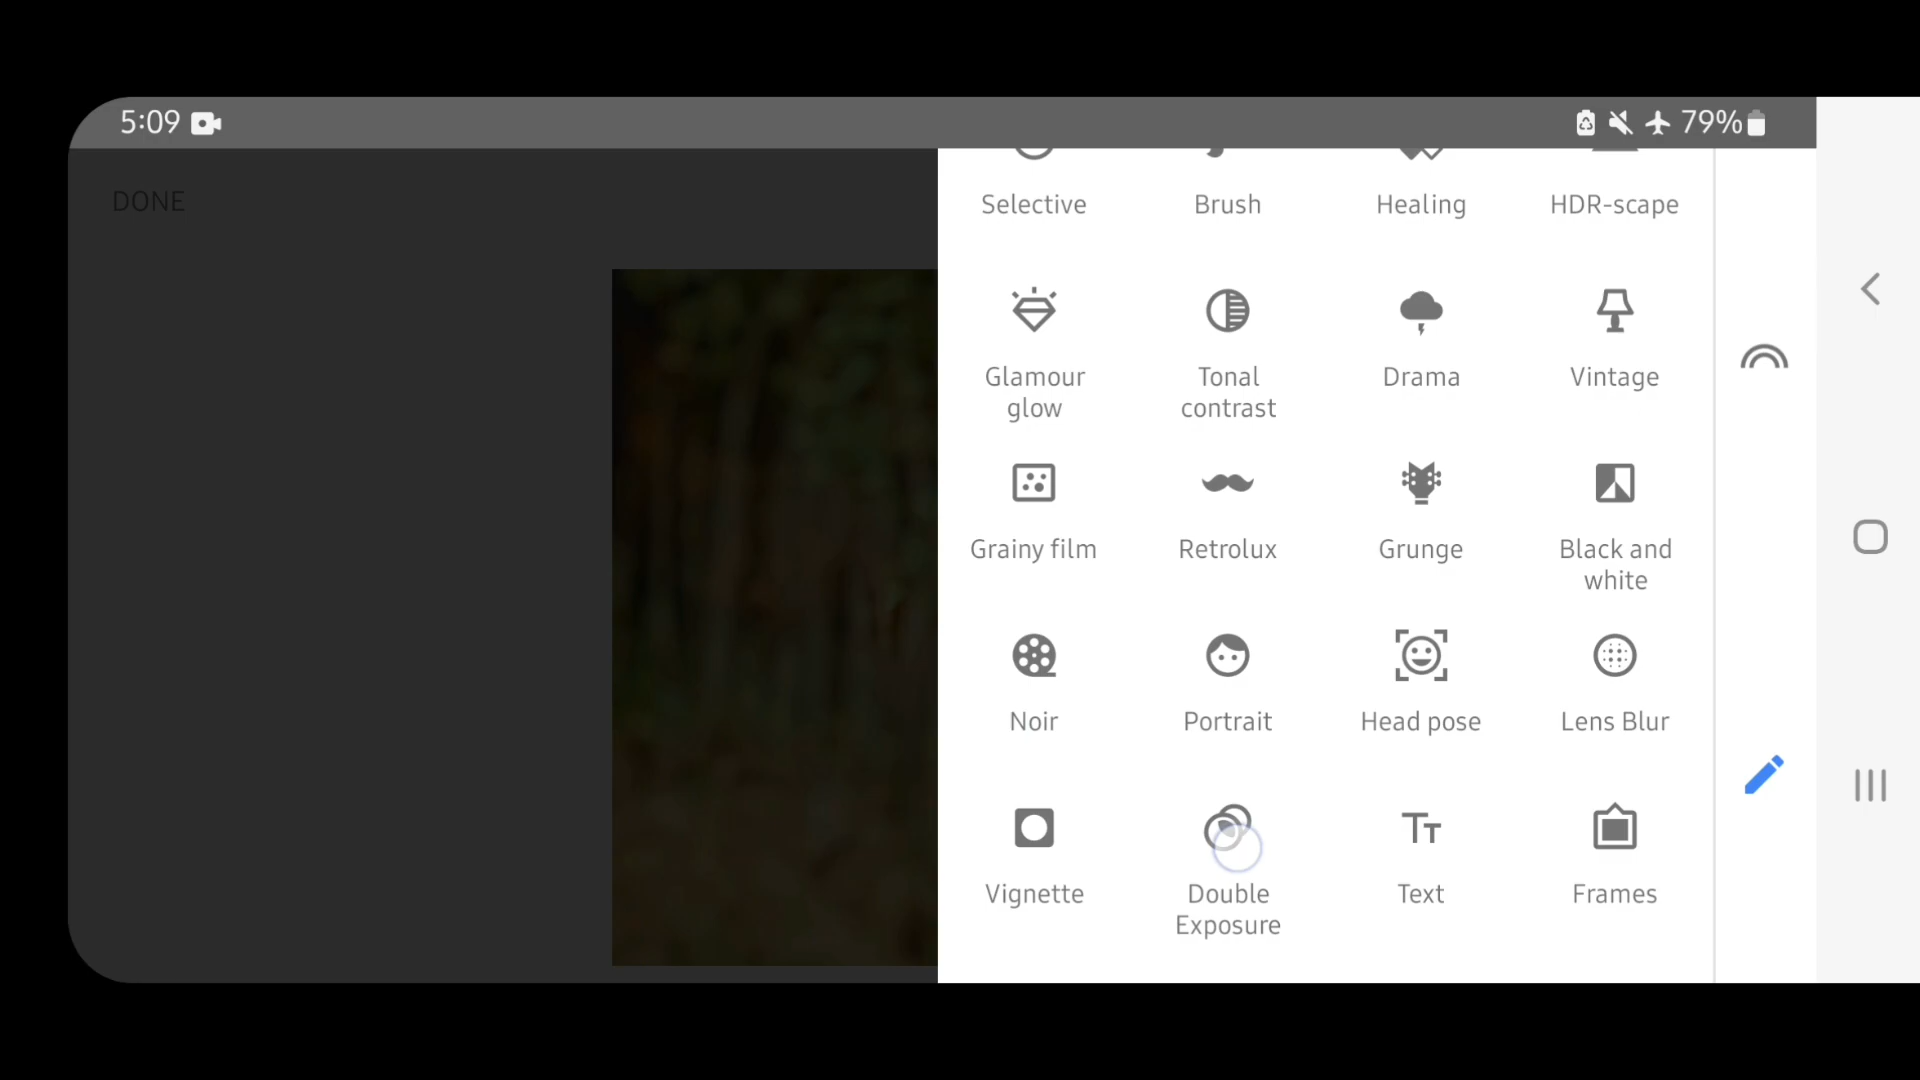 5:09 79%
DONE
Selective Brush Healing HDR-scape
Glamour glow
Tonal contrast
Drama
Vintage
Grainy film
Retrolux
Grunge
Black and white
Noir Portrait Head pose Lens Blur
Vignette
Double Exposure
Text
Frames